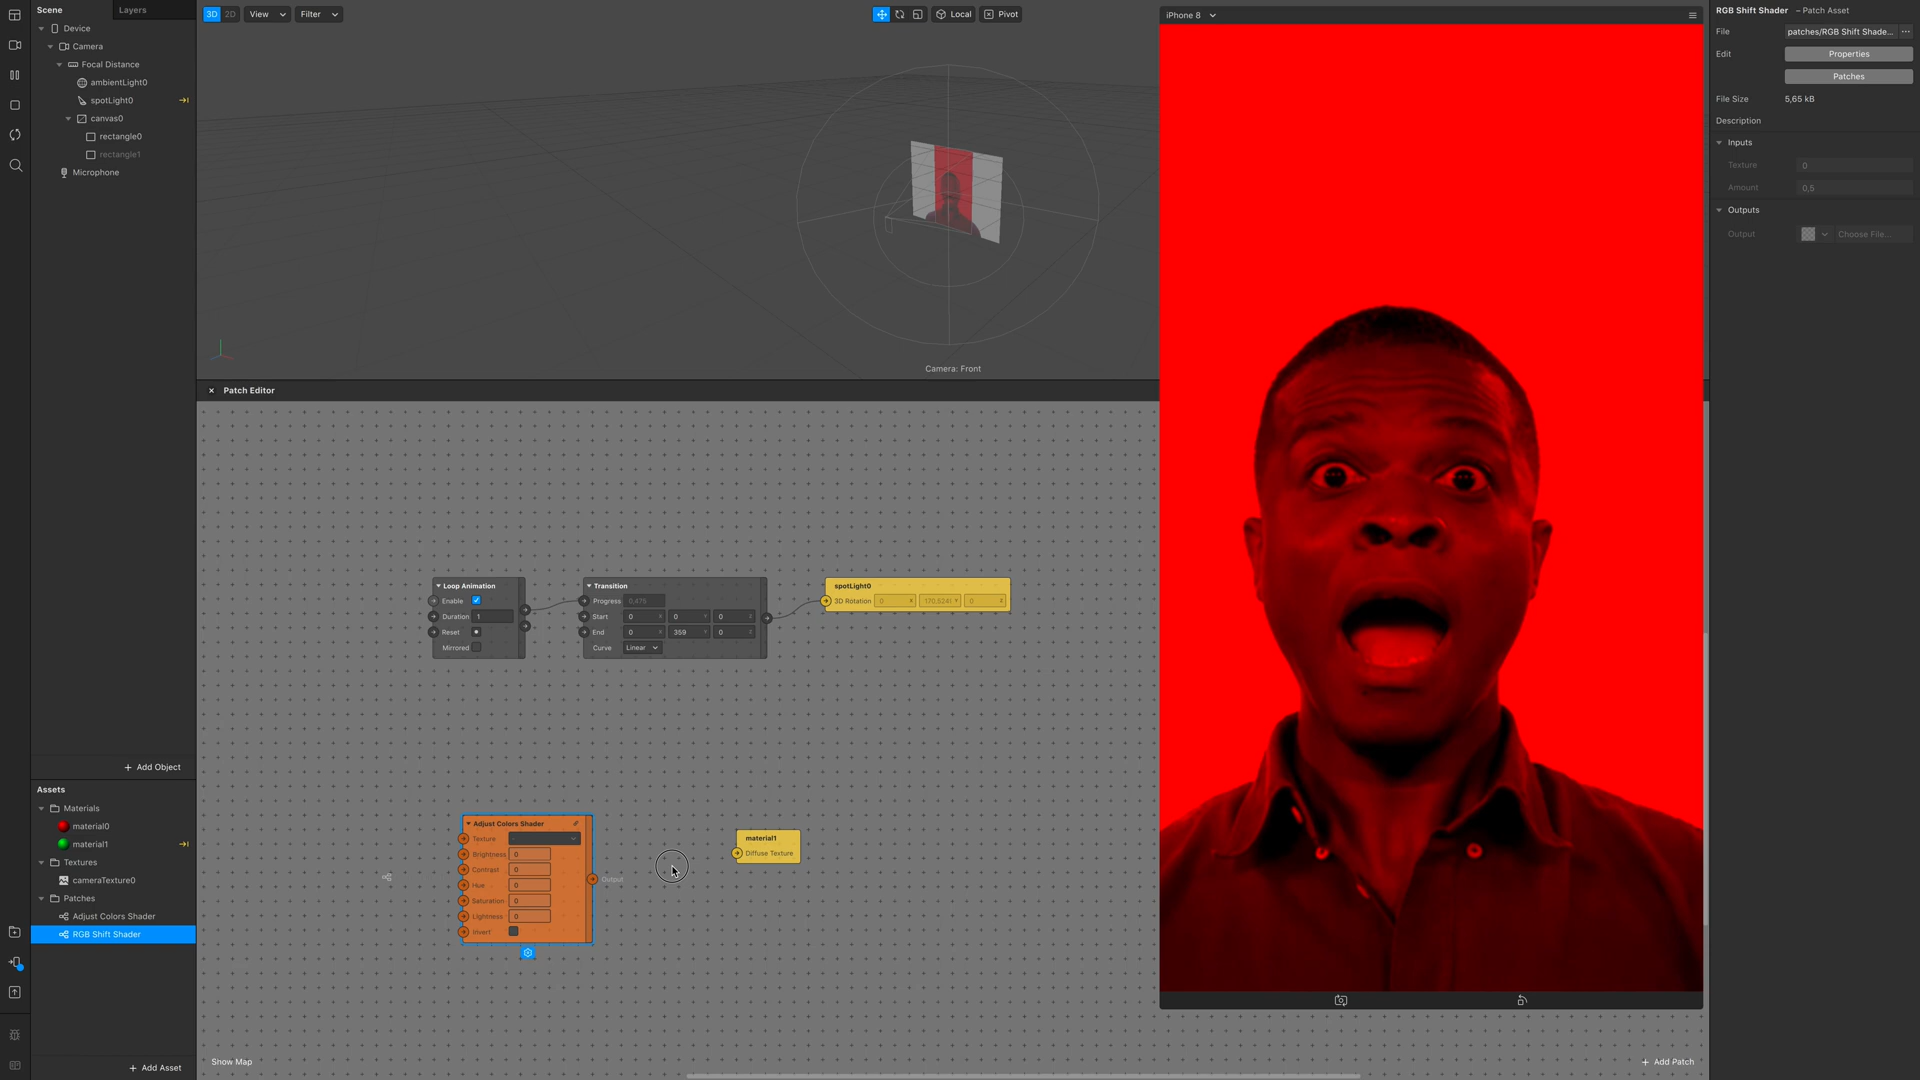 Scene
Layers
Device
Camera
Focal Distance
ambientLight0
spotLight0
canvas0
rectangle0
rectangle1
Microphone
+ Add Object
Assets
Materials
material0
material1
Textures
cameraTexture0
Patches
Adjust Colors Shader
RGB Shift Shader
+ Add Asset
3D
2D
View
Filter
Local
Pivot
Camera: Front
× Patch Editor
Loop Animation
Enable
Duration 1
Reset
Mirrored
Transition
Progress 0,475
Start 0 X 0 Y 0 Z
End 0 X 359 Y 0 Z
Curve Linear
spotLight0
3D Rotation 0 X 170,5241 Y 0 Z
Adjust Colors Shader
Texture
Brightness 0
Contrast 0
Hue 0
Saturation 0
Lightness 0
Invert
Output
material1
Diffuse Texture
Show Map
+ Add Patch
iPhone 8
RGB Shift Shader – Patch Asset
File patches/RGB Shift Shade... ...
Edit Properties
Patches
File Size 5,65 kB
Description
Inputs
Texture 0
Amount 0,5
Outputs
Output Choose File...